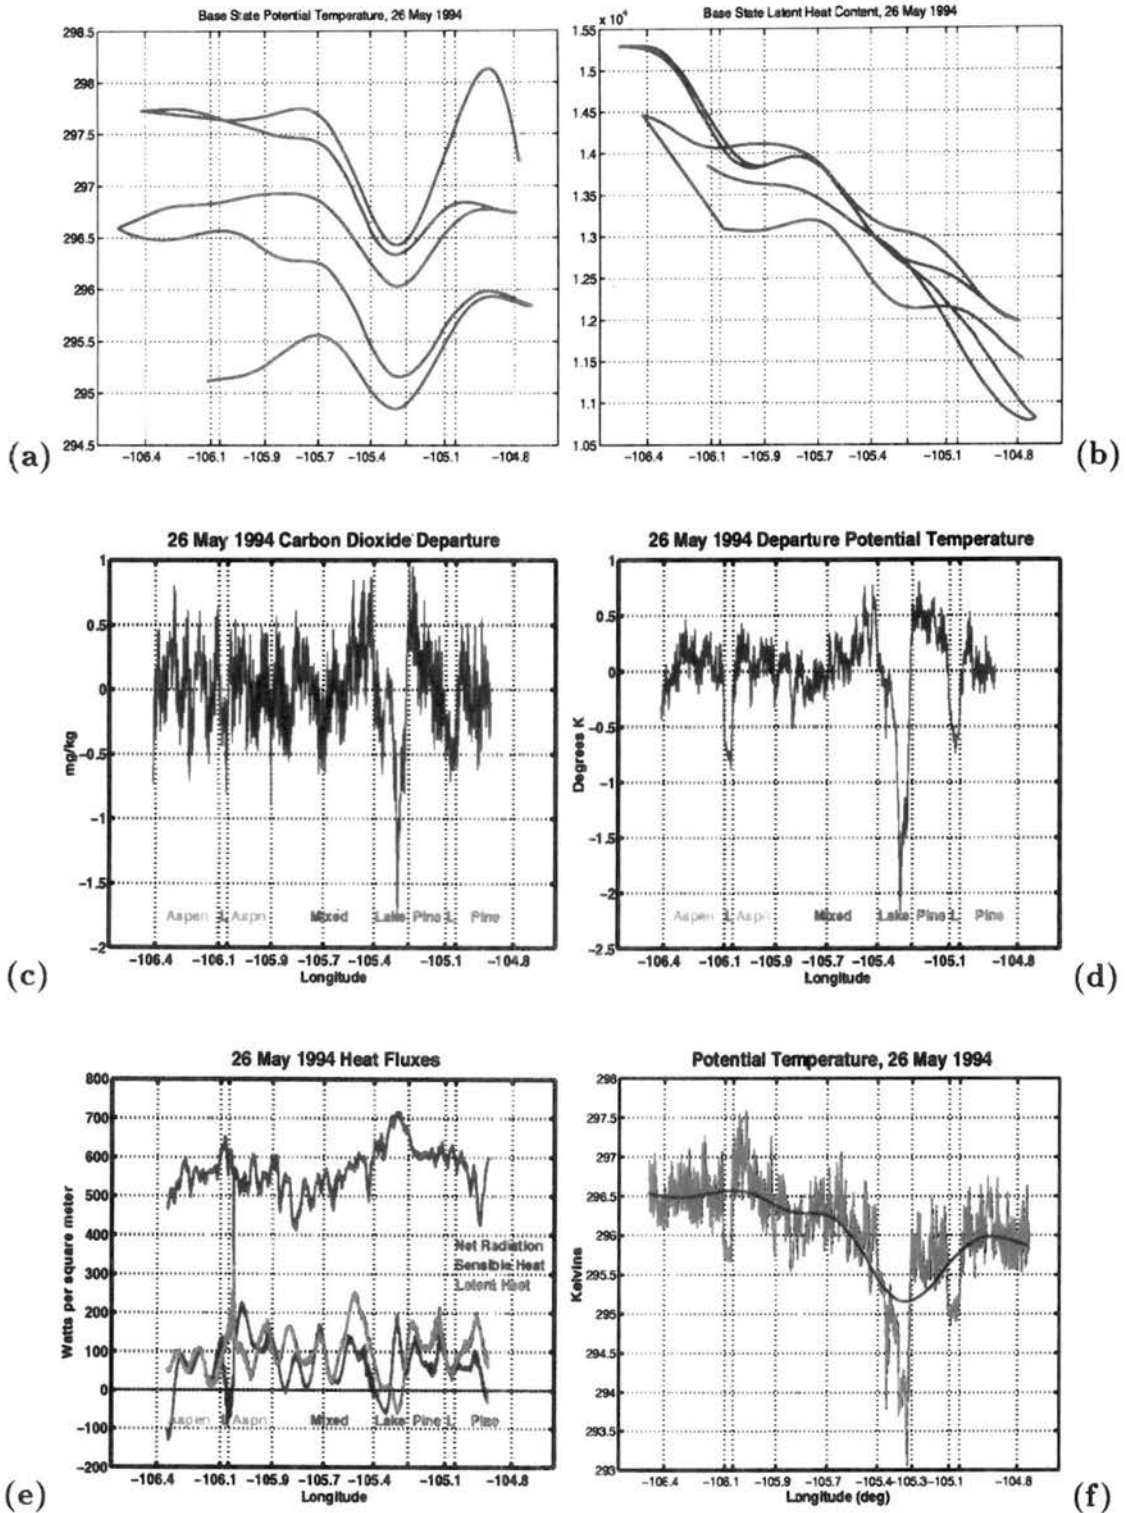 Base State Potential Temperature, 26 May 1994
298.5
298
297.5
297
296.5
296
295.5
295
294.5
-106.4 -106.1 -105.9 -105.7 -105.4 -105.1 -104.8
(a)
Base State Latent Heat Content, 26 May 1994
x 10⁴
1.55
1.5
1.45
1.4
1.35
1.3
1.25
1.2
1.15
1.1
1.05
-106.4 -106.1 -105.9 -105.7 -105.4 -105.1 -104.8
(b)
26 May 1994 Carbon Dioxide Departure
1
0.5
0
-0.5
-1
-1.5
-2
mg/kg
Aspen L Aspn Mixed Lake Pine L Pine
-106.4 -106.1 -105.9 -105.7 -105.4 -105.1 -104.8
Longitude
(c)
26 May 1994 Departure Potential Temperature
1
0.5
0
-0.5
-1
-1.5
-2
-2.5
Degrees K
Aspen L Aspn Mixed Lake Pine L Pine
-106.4 -106.1 -105.9 -105.7 -105.4 -105.1 -104.8
Longitude
(d)
26 May 1994 Heat Fluxes
800
700
600
500
400
300
200
100
0
-100
-200
Watts per square meter
Net Radiation
Sensible Heat
Latent Heat
Aspen L Aspn Mixed Lake Pine L Pine
-106.4 -106.1 -105.9 -105.7 -105.4 -105.1 -104.8
Longitude
(e)
Potential Temperature, 26 May 1994
298
297.5
297
296.5
296
295.5
295
294.5
294
293.5
293
Kelvins
-106.4 -106.1 -105.9 -105.7 -105.4 -105.3 -105.1 -104.8
Longitude (deg)
(f)